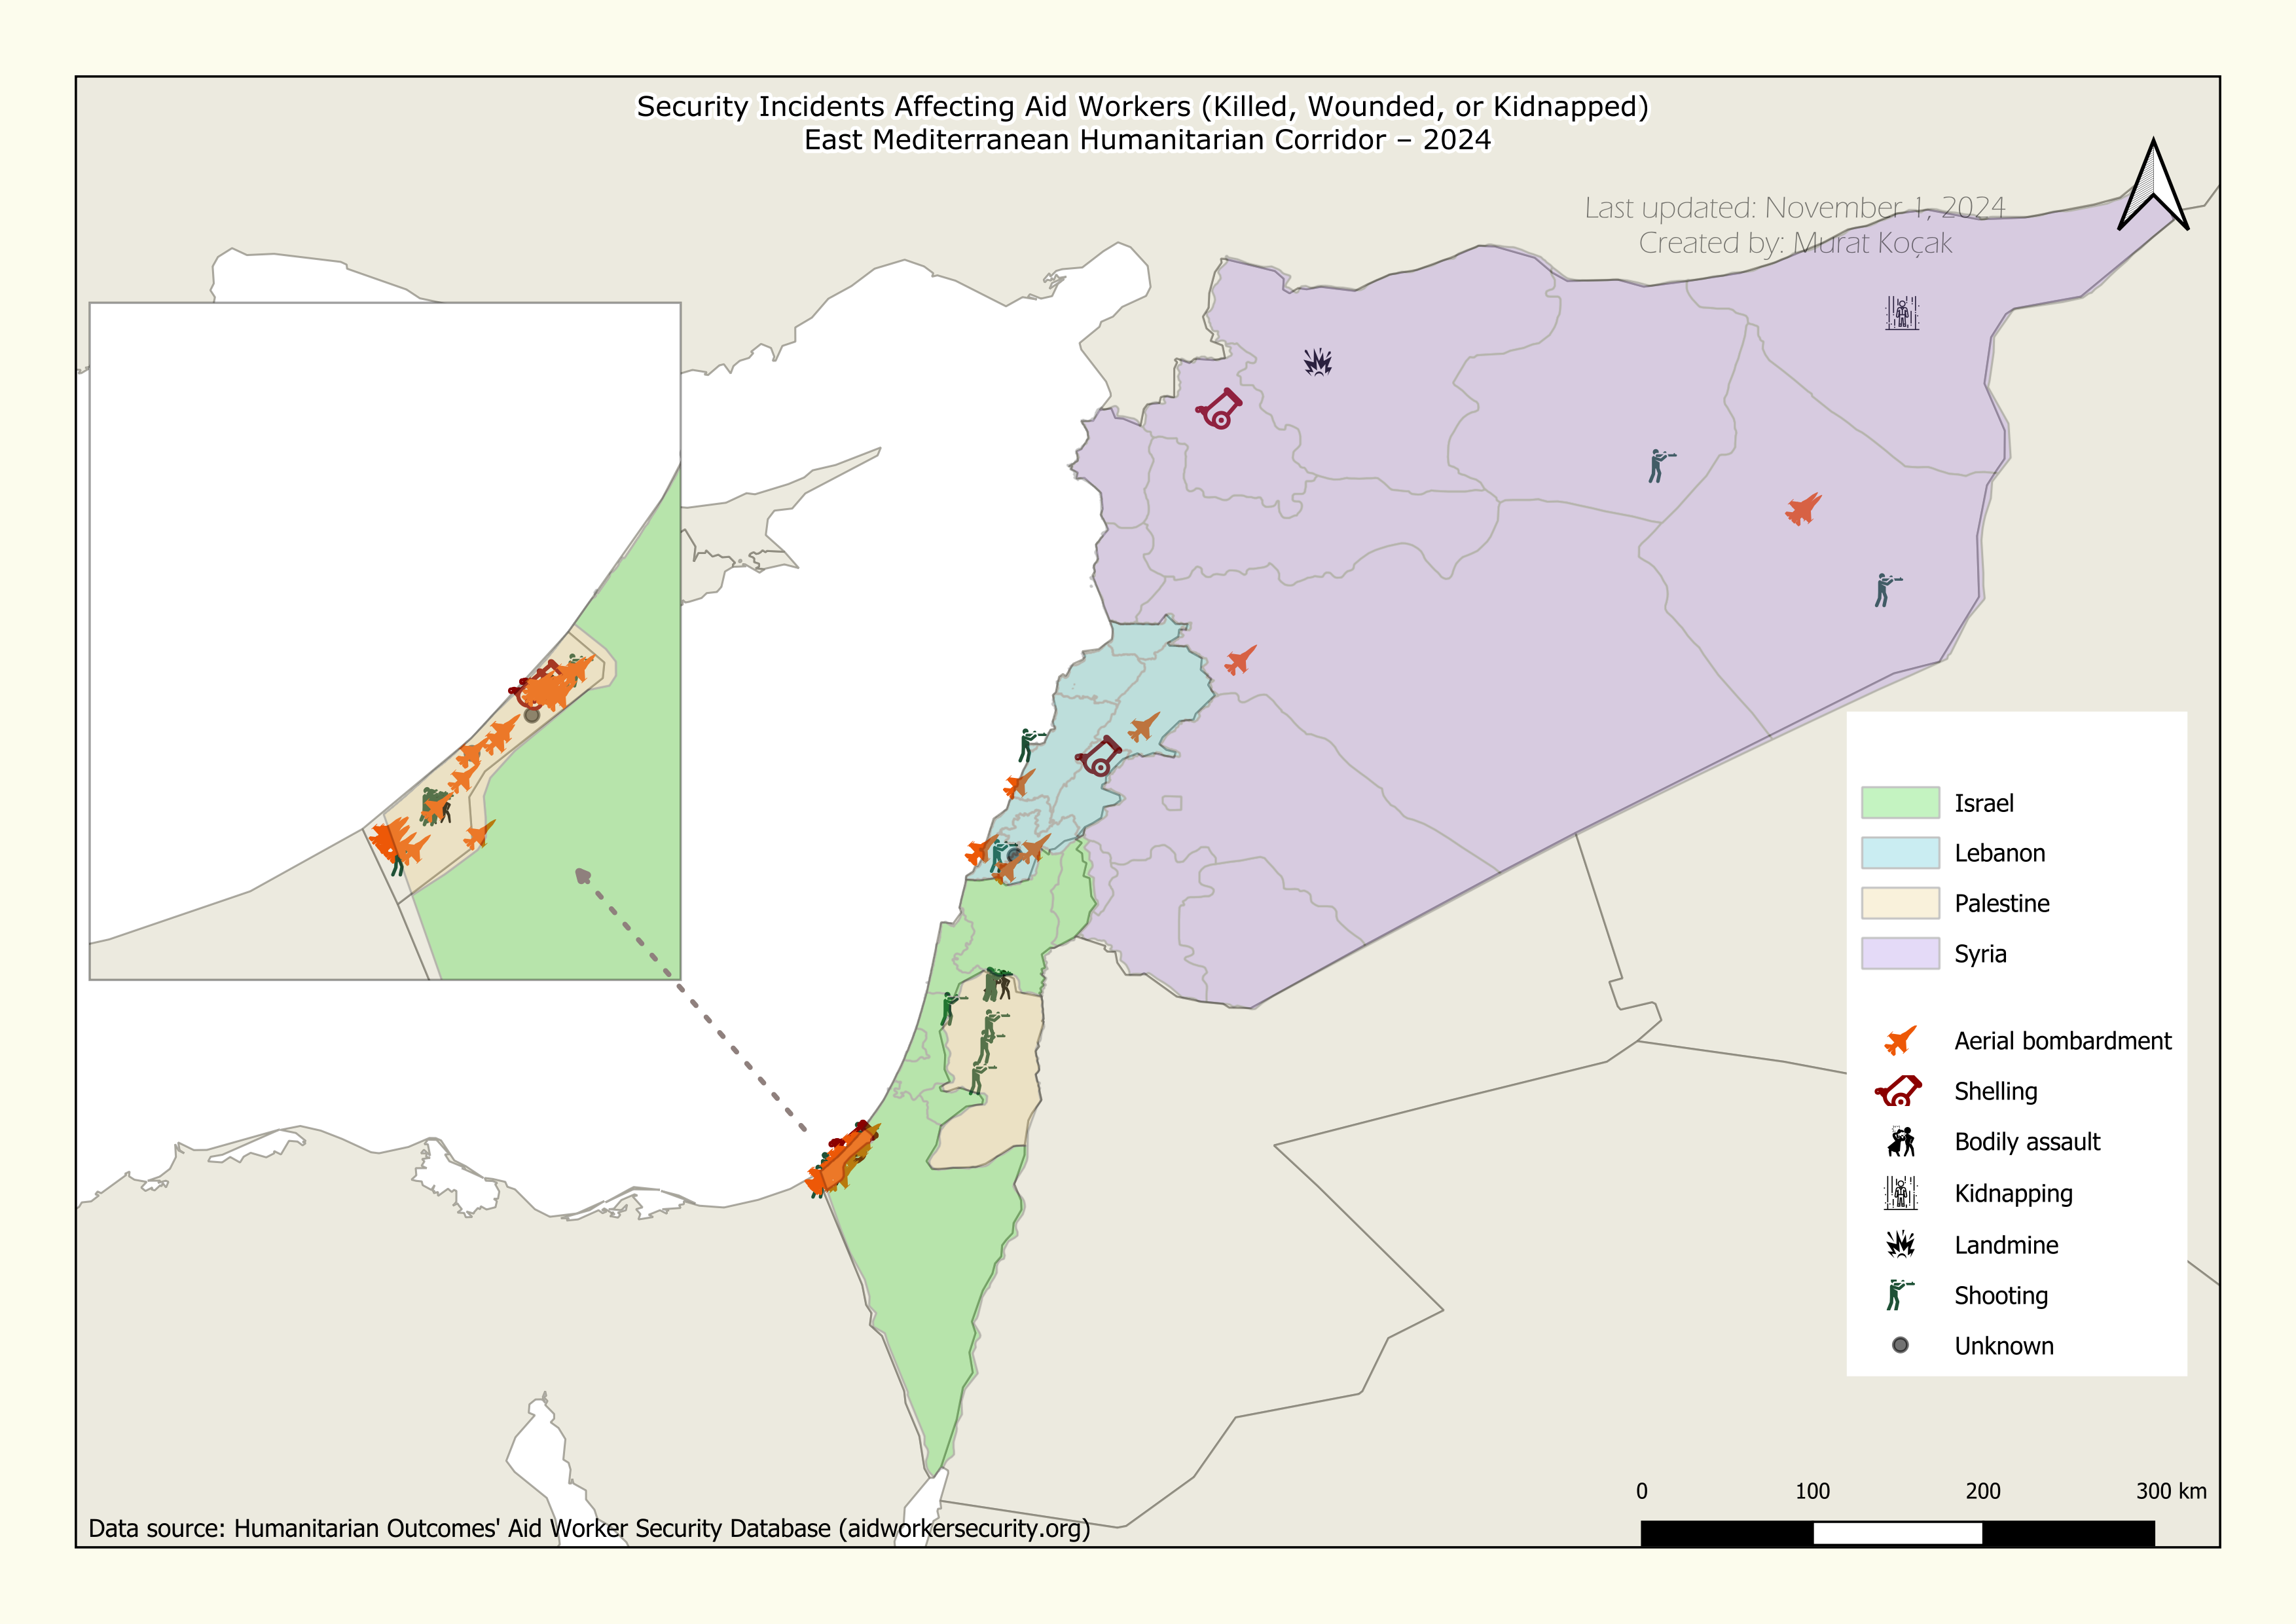 Security Incidents Affecting Aid Workers (Killed, Wounded, or Kidnapped)
East Mediterranean Humanitarian Corridor – 2024
Last updated: November 1, 2024
Created by: Murat Koçak
Israel
Lebanon
Palestine
Syria
Aerial bombardment
Shelling
Bodily assault
Kidnapping
Landmine
Shooting
Unknown
0 100 200 300 km
Data source: Humanitarian Outcomes' Aid Worker Security Database (aidworkersecurity.org)